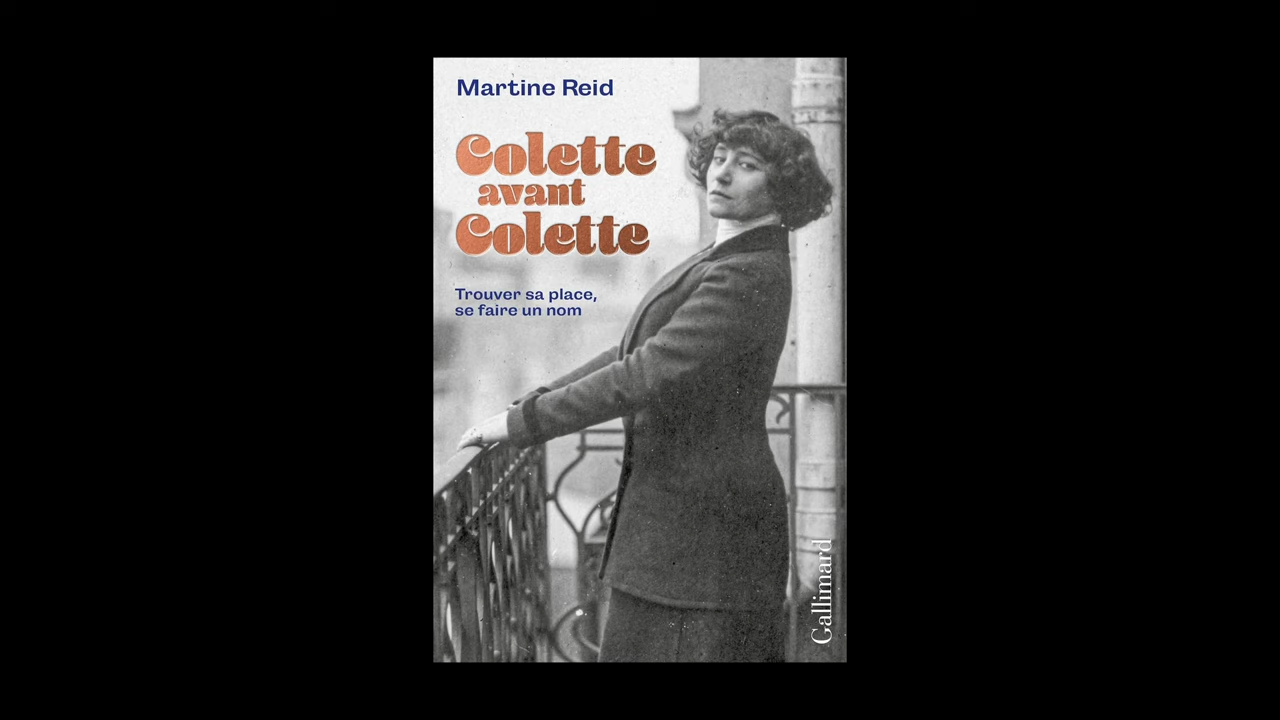 Martine Reid
Colette
avant
Colette
Trouver sa place,
se faire un nom
Gallimard